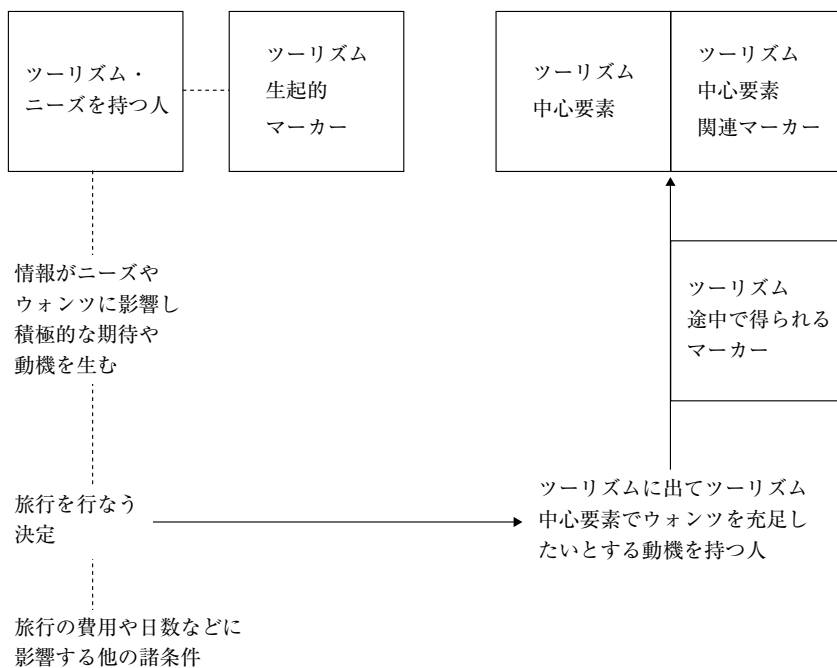 ツーリズム・
ニーズを持つ人
ツーリズム
生起的
マーカー
ツーリズム
中心要素
ツーリズム
中心要素
関連マーカー
情報がニーズや
ウォンツに影響し
積極的な期待や
動機を生む
ツーリズム
途中で得られる
マーカー
旅行を行なう
決定
ツーリズムに出てツーリズム
中心要素でウォンツを充足し
たいとする動機を持つ人
旅行の費用や日数などに
影響する他の諸条件